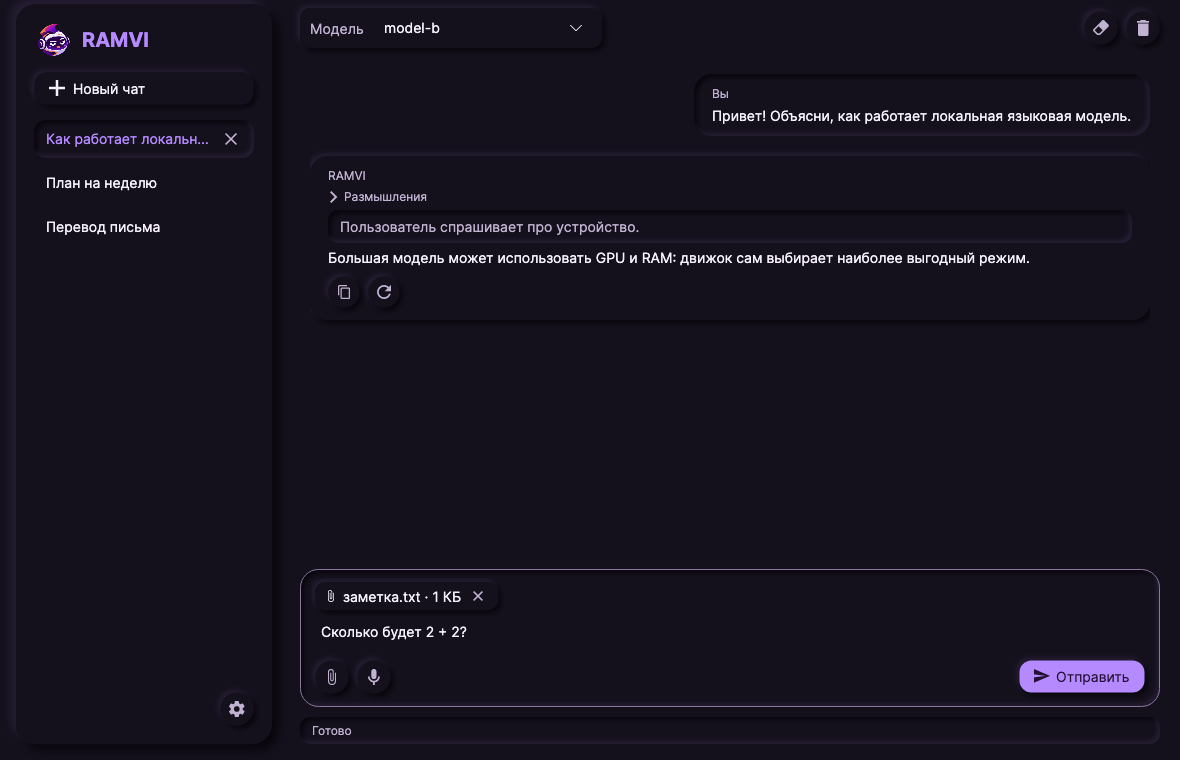 RAMVI
Новый чат
Как работает локальн...
План на неделю
Перевод письма
Модель model-b
Вы
Привет! Объясни, как работает локальная языковая модель.
RAMVI
Размышления
Пользователь спрашивает про устройство.
Большая модель может использовать GPU и RAM: движок сам выбирает наиболее выгодный режим.
заметка.txt · 1 КБ
Сколько будет 2 + 2?
Отправить
Готово